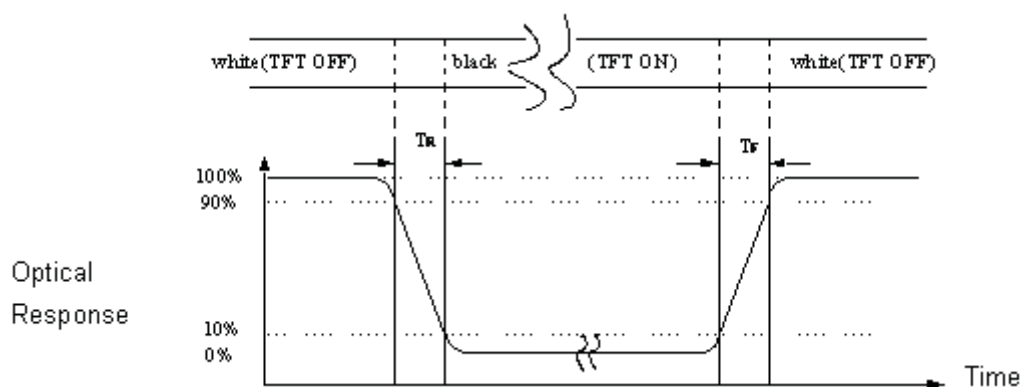 white(TFT OFF) black (TFT ON) white(TFT OFF)
TR TF
100%
90%
Optical
Response
10%
0%
Time